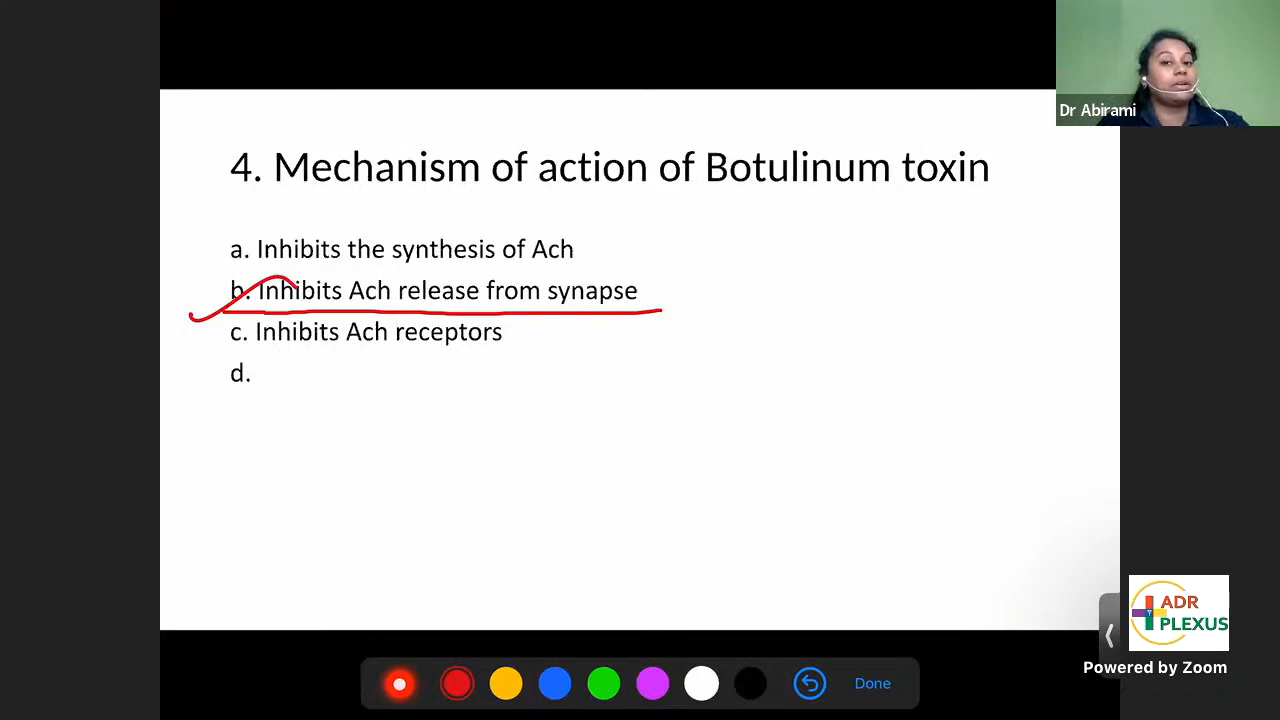 Dr Abirami
4. Mechanism of action of Botulinum toxin
a. Inhibits the synthesis of Ach
b. Inhibits Ach release from synapse
c. Inhibits Ach receptors
d.
ADR
PLEXUS
Powered by Zoom
Done